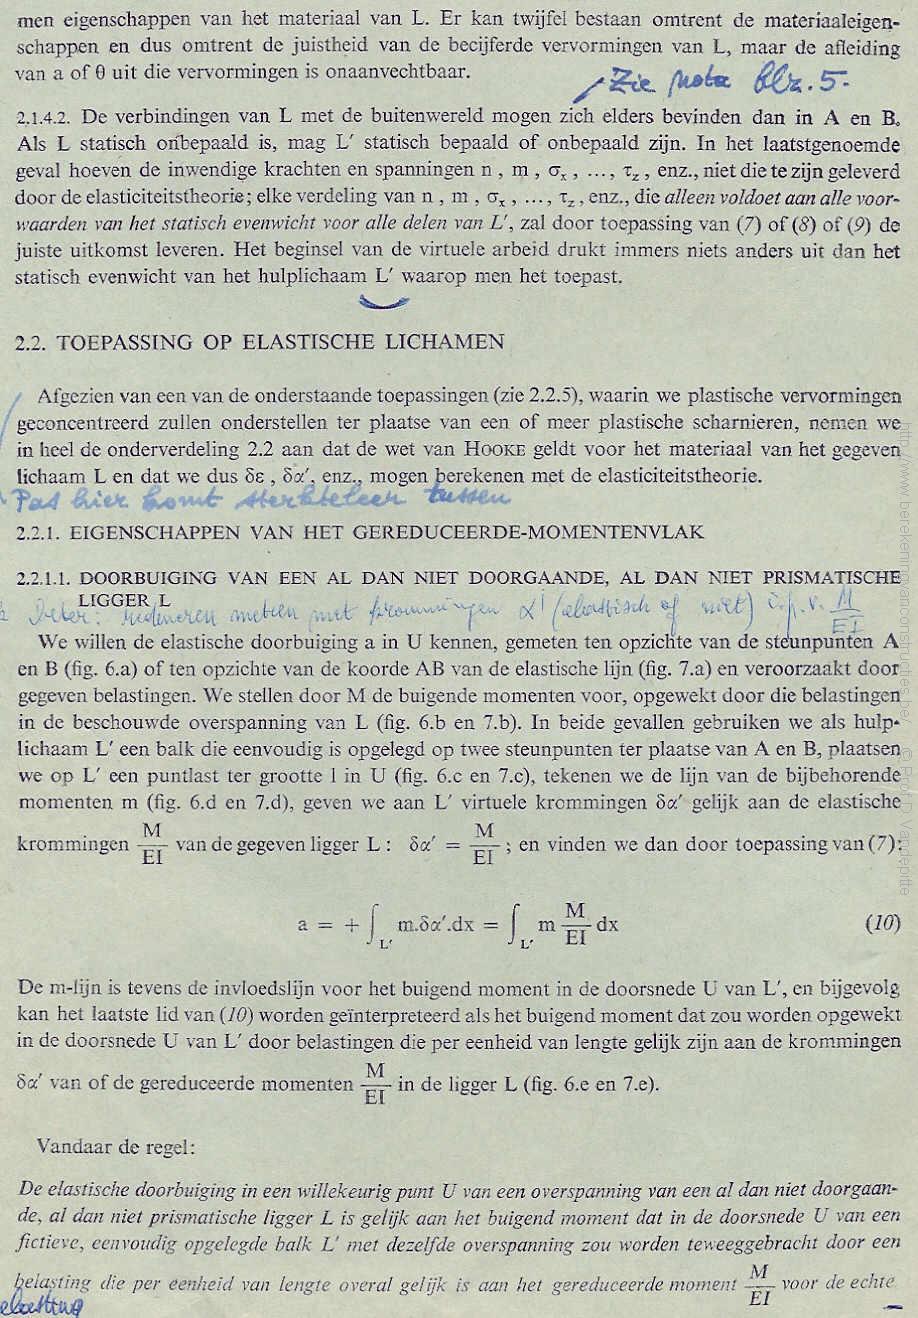 men eigenschappen van het materiaal van L. Er kan twijfel bestaan omtrent de materiaaleigen-
schappen en dus omtrent de juistheid van de becijferde vervormingen van L, maar de afleiding
van a of θ uit die vervormingen is onaanvechtbaar.
Zie nota blz. 5.
2.1.4.2. De verbindingen van L met de buitenwereld mogen zich elders bevinden dan in A en B.
Als L statisch onbepaald is, mag L′ statisch bepaald of onbepaald zijn. In het laatstgenoemde
geval hoeven de inwendige krachten en spanningen n , m , σx , ..., τz , enz., niet die te zijn geleverd
door de elasticiteitstheorie; elke verdeling van n , m , σx , ..., τz , enz., die alleen voldoet aan alle voor-
waarden van het statisch evenwicht voor alle delen van L′, zal door toepassing van (7) of (8) of (9) de
juiste uitkomst leveren. Het beginsel van de virtuele arbeid drukt immers niets anders uit dan het
statisch evenwicht van het hulplichaam L′ waarop men het toepast.
2.2. TOEPASSING OP ELASTISCHE LICHAMEN
Afgezien van een van de onderstaande toepassingen (zie 2.2.5), waarin we plastische vervormingen
geconcentreerd zullen onderstellen ter plaatse van een of meer plastische scharnieren, nemen we
in heel de onderverdeling 2.2 aan dat de wet van HOOKE geldt voor het materiaal van het gegeven
lichaam L en dat we dus δε , δα′, enz., mogen berekenen met de elasticiteitstheorie.
Pas hier komt sterkteleer tussen
2.2.1. EIGENSCHAPPEN VAN HET GEREDUCEERDE-MOMENTENVLAK
2.2.1.1. DOORBUIGING VAN EEN AL DAN NIET DOORGAANDE, AL DAN NIET PRISMATISCHE
LIGGER L
Beter: redeneren met krommingen α′ (elastisch of niet) i.p.v. M/EI
We willen de elastische doorbuiging a in U kennen, gemeten ten opzichte van de steunpunten A
en B (fig. 6.a) of ten opzichte van de koorde AB van de elastische lijn (fig. 7.a) en veroorzaakt door
gegeven belastingen. We stellen door M de buigende momenten voor, opgewekt door die belastingen
in de beschouwde overspanning van L (fig. 6.b en 7.b). In beide gevallen gebruiken we als hulp-
lichaam L′ een balk die eenvoudig is opgelegd op twee steunpunten ter plaatse van A en B, plaatsen
we op L′ een puntlast ter grootte 1 in U (fig. 6.c en 7.c), tekenen we de lijn van de bijbehorende
momenten m (fig. 6.d en 7.d), geven we aan L′ virtuele krommingen δα′ gelijk aan de elastische
krommingen M/EI van de gegeven ligger L : δα′ = M/EI ; en vinden we dan door toepassing van (7):
a = + ∫L′ m.δα′.dx = ∫L′ m M/EI dx (10)
De m-lijn is tevens de invloedslijn voor het buigend moment in de doorsnede U van L′, en bijgevolg
kan het laatste lid van (10) worden geïnterpreteerd als het buigend moment dat zou worden opgewekt
in de doorsnede U van L′ door belastingen die per eenheid van lengte gelijk zijn aan de krommingen
δα′ van of de gereduceerde momenten M/EI in de ligger L (fig. 6.e en 7.e).
Vandaar de regel:
De elastische doorbuiging in een willekeurig punt U van een overspanning van een al dan niet doorgaan-
de, al dan niet prismatische ligger L is gelijk aan het buigend moment dat in de doorsnede U van een
fictieve, eenvoudig opgelegde balk L′ met dezelfde overspanning zou worden teweeggebracht door een
belasting die per eenheid van lengte overal gelijk is aan het gereduceerde moment M/EI voor de echte
belasting
http://www.berekeningvanconstructies.be © Prof. D. Vandepitte